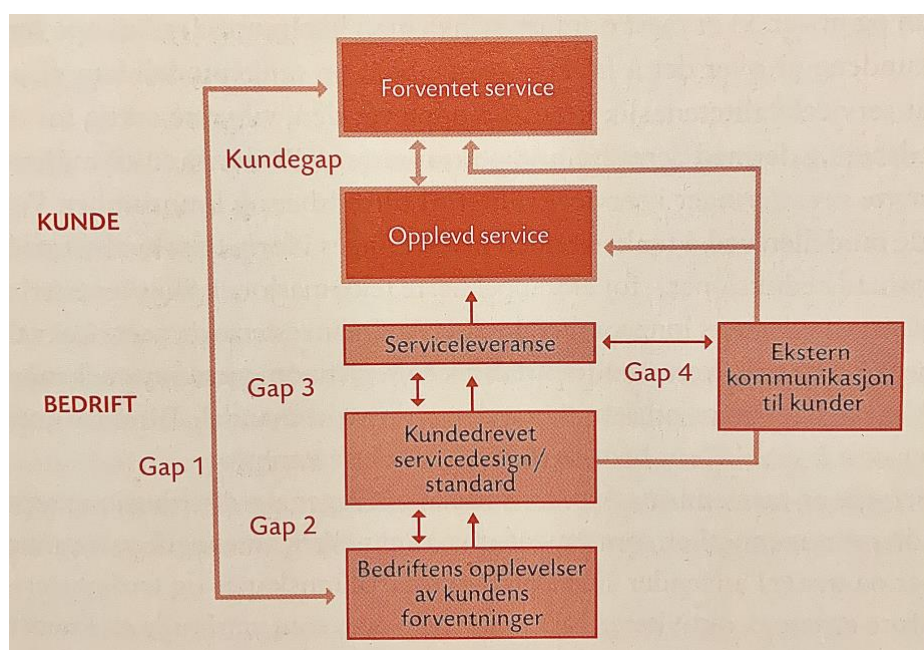 Forventet service
Kundegap
KUNDE
Opplevd service
Serviceleveranse
Gap 4
Ekstern
kommunikasjon
til kunder
Gap 3
BEDRIFT
Kundedrevet
servicedesign/
standard
Gap 1
Gap 2
Bedriftens opplevelser
av kundens
forventninger